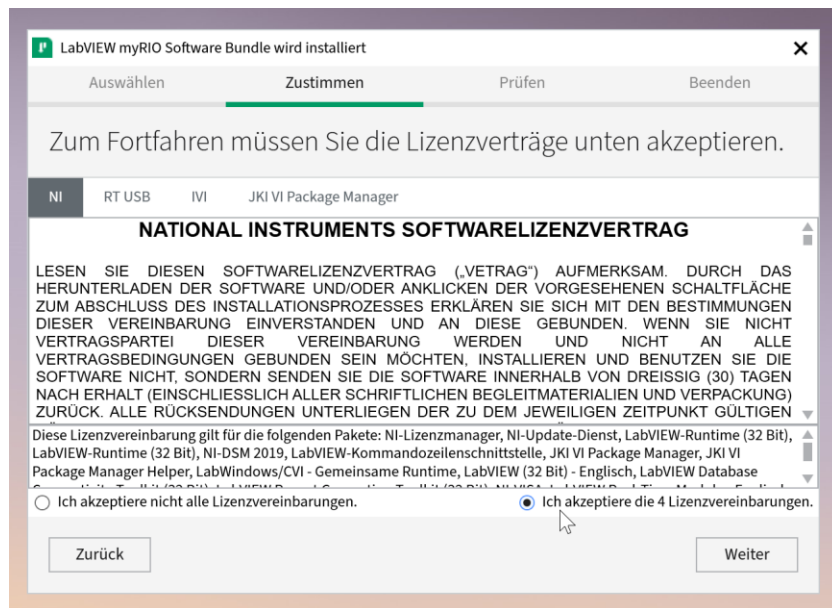 LabVIEW myRIO Software Bundle wird installiert
Auswählen Zustimmen Prüfen Beenden
Zum Fortfahren müssen Sie die Lizenzverträge unten akzeptieren.
NI RT USB IVI JKI VI Package Manager
NATIONAL INSTRUMENTS SOFTWARELIZENZVERTRAG
LESEN SIE DIESEN SOFTWARELIZENZVERTRAG („VETRAG“) AUFMERKSAM. DURCH DAS
HERUNTERLADEN DER SOFTWARE UND/ODER ANKLICKEN DER VORGESEHENEN SCHALTFLÄCHE
ZUM ABSCHLUSS DES INSTALLATIONSPROZESSES ERKLÄREN SIE SICH MIT DEN BESTIMMUNGEN
DIESER VEREINBARUNG EINVERSTANDEN UND AN DIESE GEBUNDEN. WENN SIE NICHT
VERTRAGSPARTEI DIESER VEREINBARUNG WERDEN UND NICHT AN ALLE
VERTRAGSBEDINGUNGEN GEBUNDEN SEIN MÖCHTEN, INSTALLIEREN UND BENUTZEN SIE DIE
SOFTWARE NICHT, SONDERN SENDEN SIE DIE SOFTWARE INNERHALB VON DREISSIG (30) TAGEN
NACH ERHALT (EINSCHLIESSLICH ALLER SCHRIFTLICHEN BEGLEITMATERIALIEN UND VERPACKUNG)
ZURÜCK. ALLE RÜCKSENDUNGEN UNTERLIEGEN DER ZU DEM JEWEILIGEN ZEITPUNKT GÜLTIGEN
Diese Lizenzvereinbarung gilt für die folgenden Pakete: NI-Lizenzmanager, NI-Update-Dienst, LabVIEW-Runtime (32 Bit),
LabVIEW-Runtime (32 Bit), NI-DSM 2019, LabVIEW-Kommandozeilenschnittstelle, JKI VI Package Manager, JKI VI
Package Manager Helper, LabWindows/CVI - Gemeinsame Runtime, LabVIEW (32 Bit) - Englisch, LabVIEW Database
Ich akzeptiere nicht alle Lizenzvereinbarungen. Ich akzeptiere die 4 Lizenzvereinbarungen.
Zurück Weiter